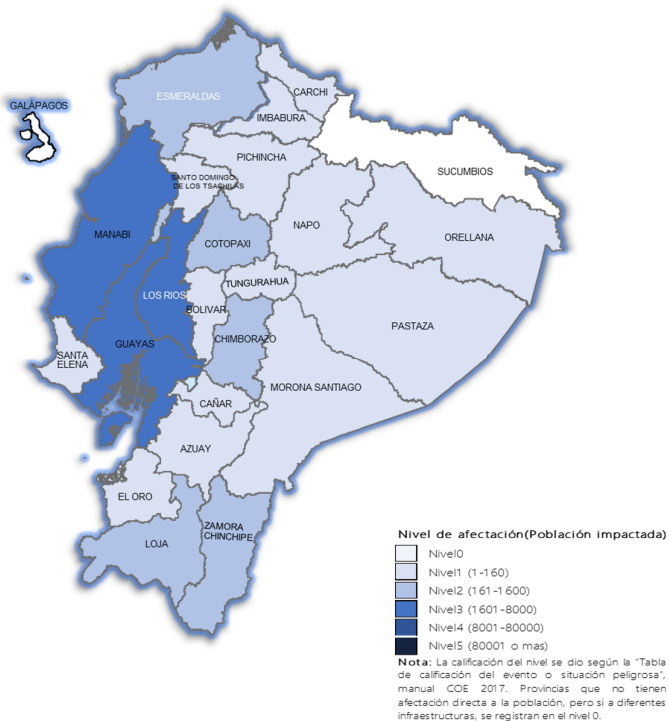 GALÁPAGOS
ESMERALDAS
CARCHI
IMBABURA
PICHINCHA
SUCUMBIOS
SANTO DOMINGO
DE LOS TSACHILAS
NAPO
MANABI
COTOPAXI
ORELLANA
TUNGURAHUA
LOS RIOS
BOLIVAR
PASTAZA
CHIMBORAZO
GUAYAS
SANTA
ELENA
MORONA SANTIAGO
CAÑAR
AZUAY
EL ORO
ZAMORA
CHINCHIPE
LOJA
Nivel de afectación(Población impactada)
Nivel0
Nivel1 (1-160)
Nivel2 (161-1600)
Nivel3 (1601-8000)
Nivel4 (8001-80000)
Nivel5 (80001 o mas)
Nota: La calificación del nivel se dio según la "Tabla
de calificación del evento o situación peligrosa",
manual COE 2017. Provincias que no tienen
afectación directa a la población, pero si a diferentes
infraestructuras, se registran en el nivel 0.